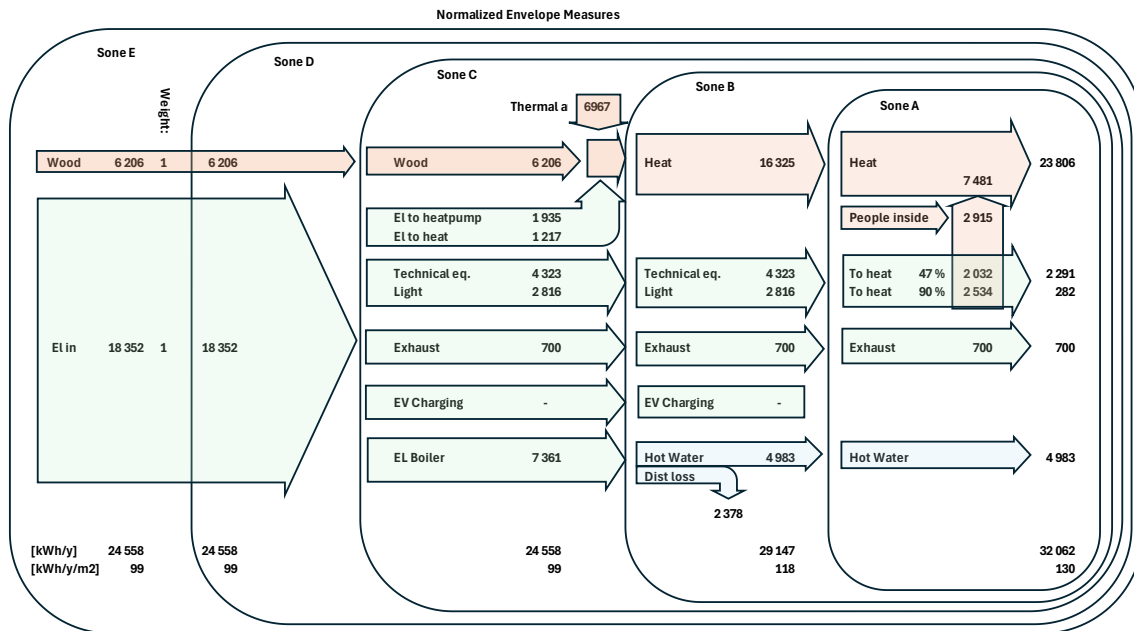 Normalized Envelope Measures
Sone E
Sone D
Sone C
Sone B
Sone A
Weight:
Thermal a 6967
Wood 6 206 1 6 206
Wood 6 206
Heat 16 325
Heat 23 806
7 481
El to heatpump 1 935
El to heat 1 217
People inside 2 915
Technical eq. 4 323
Light 2 816
Technical eq. 4 323
Light 2 816
To heat 47 % 2 032 2 291
To heat 90 % 2 534 282
El in 18 352 1 18 352
Exhaust 700
Exhaust 700
Exhaust 700 700
EV Charging -
EV Charging -
EL Boiler 7 361
Hot Water 4 983
Dist loss
2 378
Hot Water 4 983
[kWh/y] 24 558 24 558 24 558 29 147 32 062
[kWh/y/m2] 99 99 99 118 130